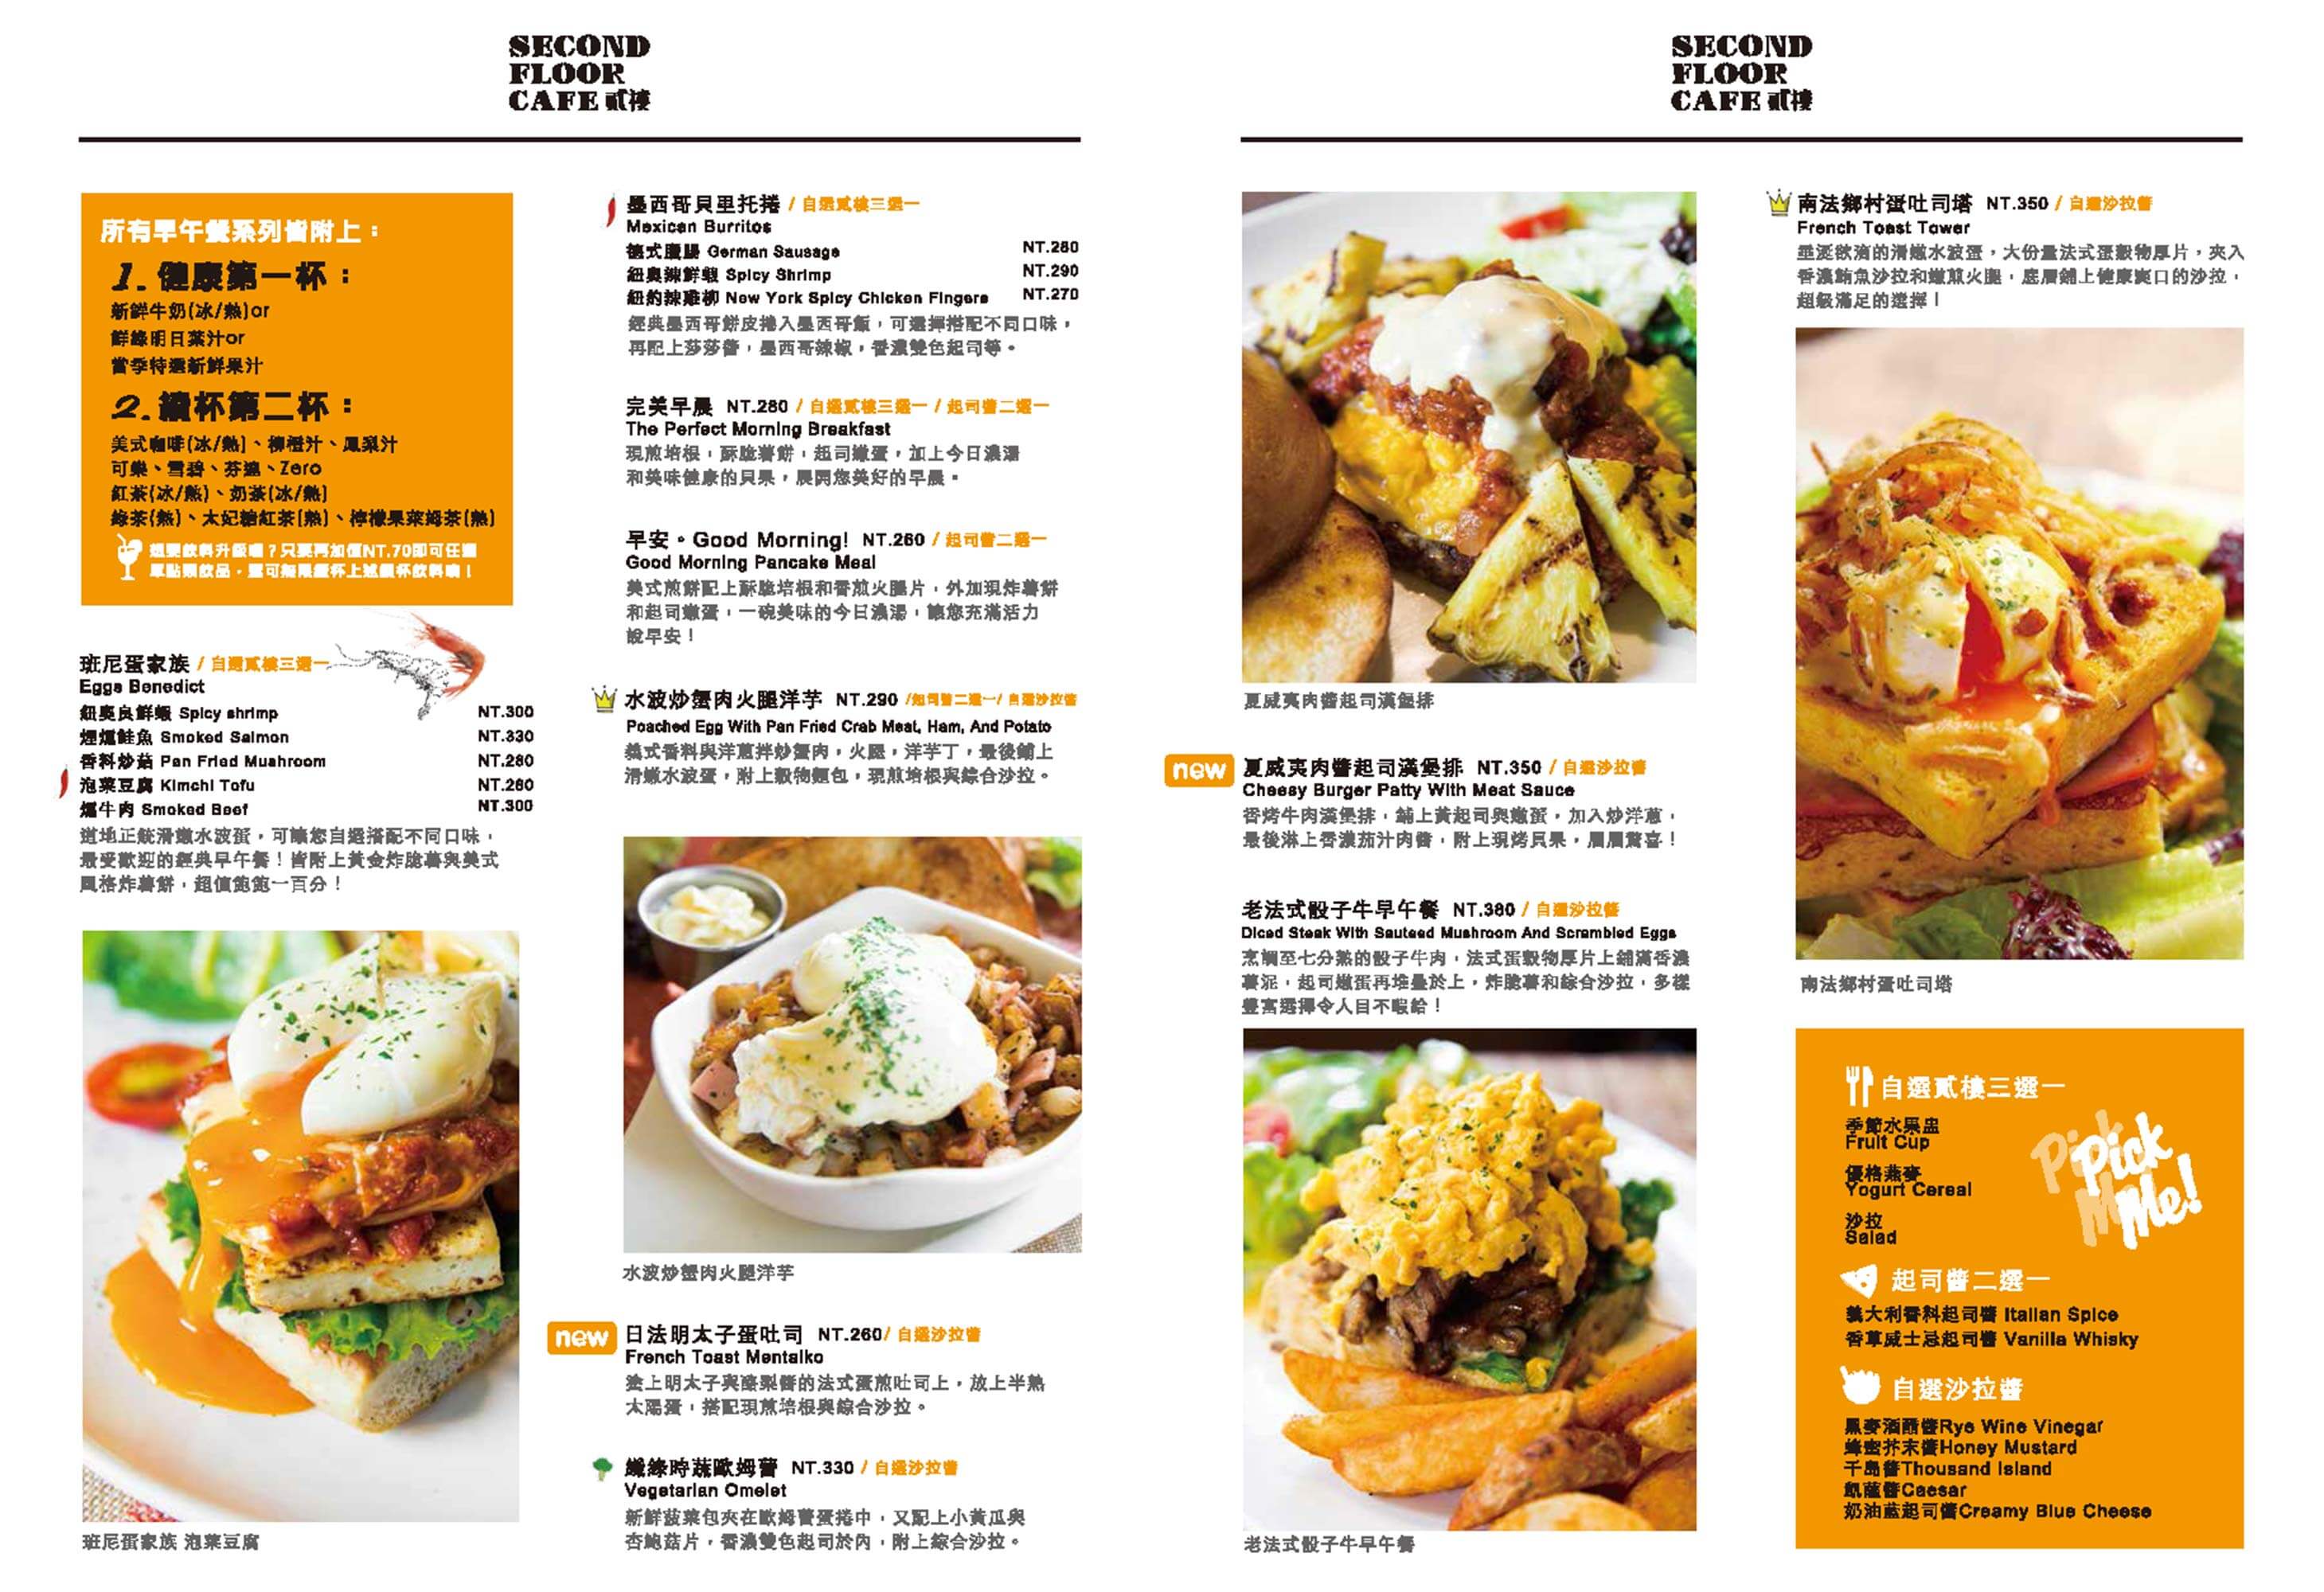 SECOND
FLOOR
CAFE 貳樓
所有早午餐系列皆附上：
1. 健康第一杯：
新鮮牛奶(冰/熱)or
鮮綠明日葉汁or
當季特選新鮮果汁
2. 續杯第二杯：
美式咖啡(冰/熱)、柳橙汁、鳳梨汁
可樂、雪碧、芬達、Zero
紅茶(冰/熱)、奶茶(冰/熱)
綠茶(熱)、太妃糖紅茶(熱)、檸檬果菜姆茶(熱)
想要飲料升級嗎？只要再加價NT.70即可任選
單點類飲品，還可無限續杯上述續杯飲料喲！
班尼蛋家族 / 自選貳樓三選一
Eggs Benedict
紐奧良鮮蝦 Spicy shrimp NT.300
煙燻鮭魚 Smoked Salmon NT.330
香料炒菇 Pan Fried Mushroom NT.280
泡菜豆腐 Kimchi Tofu NT.260
燻牛肉 Smoked Beef NT.300
道地正統滑嫩水波蛋，可讓您自選搭配不同口味，
最受歡迎的經典早午餐！皆附上黃金炸脆薯與美式
風格炸薯餅，超值飽飽一百分！
班尼蛋家族 泡菜豆腐
墨西哥貝里托捲 / 自選貳樓三選一
Mexican Burritos
德式臘腸 German Sausage NT.280
紐奧辣鮮蝦 Spicy Shrimp NT.290
紐約辣雞柳 New York Spicy Chicken Fingers NT.270
經典墨西哥餅皮捲入墨西哥飯，可選擇搭配不同口味，
再配上莎莎醬，墨西哥辣椒，香濃雙色起司等。
完美早晨 NT.280 / 自選貳樓三選一 / 起司醬二選一
The Perfect Morning Breakfast
現煎培根，酥脆薯餅，起司嫩蛋，加上今日濃湯
和美味健康的貝果，展開您美好的早晨。
早安。Good Morning! NT.260 / 起司醬二選一
Good Morning Pancake Meal
美式煎餅配上酥脆培根和香煎火腿片，外加現炸薯餅
和起司嫩蛋，一碗美味的今日濃湯，讓您充滿活力
說早安！
水波炒蟹肉火腿洋芋 NT.290 /起司醬二選一/ 自選沙拉醬
Poached Egg With Pan Fried Crab Meat, Ham, And Potato
義式香料與洋蔥拌炒蟹肉，火腿，洋芋丁，最後鋪上
滑嫩水波蛋，附上穀物麵包，現煎培根與綜合沙拉。
水波炒蟹肉火腿洋芋
new 日法明太子蛋吐司 NT.260/ 自選沙拉醬
French Toast Mentaiko
塗上明太子與酪梨醬的法式蛋煎吐司上，放上半熟
太陽蛋，搭配現煎培根與綜合沙拉。
纖綠時蔬歐姆蕾 NT.330 / 自選沙拉醬
Vegetarian Omelet
新鮮菠菜包夾在歐姆蕾蛋捲中，又配上小黃瓜與
杏鮑菇片，香濃雙色起司於內，附上綜合沙拉。
SECOND
FLOOR
CAFE 貳樓
夏威夷肉醬起司漢堡排
new 夏威夷肉醬起司漢堡排 NT.350 / 自選沙拉醬
Cheesy Burger Patty With Meat Sauce
香烤牛肉漢堡排，鋪上黃起司與嫩蛋，加入炒洋蔥，
最後淋上香濃茄汁肉醬，附上現烤貝果，層層驚喜！
老法式骰子牛早午餐 NT.380 / 自選沙拉醬
Diced Steak With Sauteed Mushroom And Scrambled Eggs
烹調至七分熟的骰子牛肉，法式蛋穀物厚片上鋪滿香濃
薯泥，起司嫩蛋再堆疊於上，炸脆薯和綜合沙拉，多樣
豐富選擇令人目不暇給！
老法式骰子牛早午餐
南法鄉村蛋吐司塔 NT.350 / 自選沙拉醬
French Toast Tower
垂涎欲滴的滑嫩水波蛋，大份量法式蛋穀物厚片，夾入
香濃鮪魚沙拉和嫩煎火腿，底層鋪上健康爽口的沙拉，
超級滿足的選擇！
南法鄉村蛋吐司塔
自選貳樓三選一
季節水果盅
Fruit Cup
優格燕麥
Yogurt Cereal
沙拉
Salad
Pick
Me!
起司醬二選一
義大利香料起司醬 Italian Spice
香草威士忌起司醬 Vanilla Whisky
自選沙拉醬
黑麥酒醋醬Rye Wine Vinegar
蜂蜜芥末醬Honey Mustard
千島醬Thousand Island
凱薩醬Caesar
奶油藍起司醬Creamy Blue Cheese